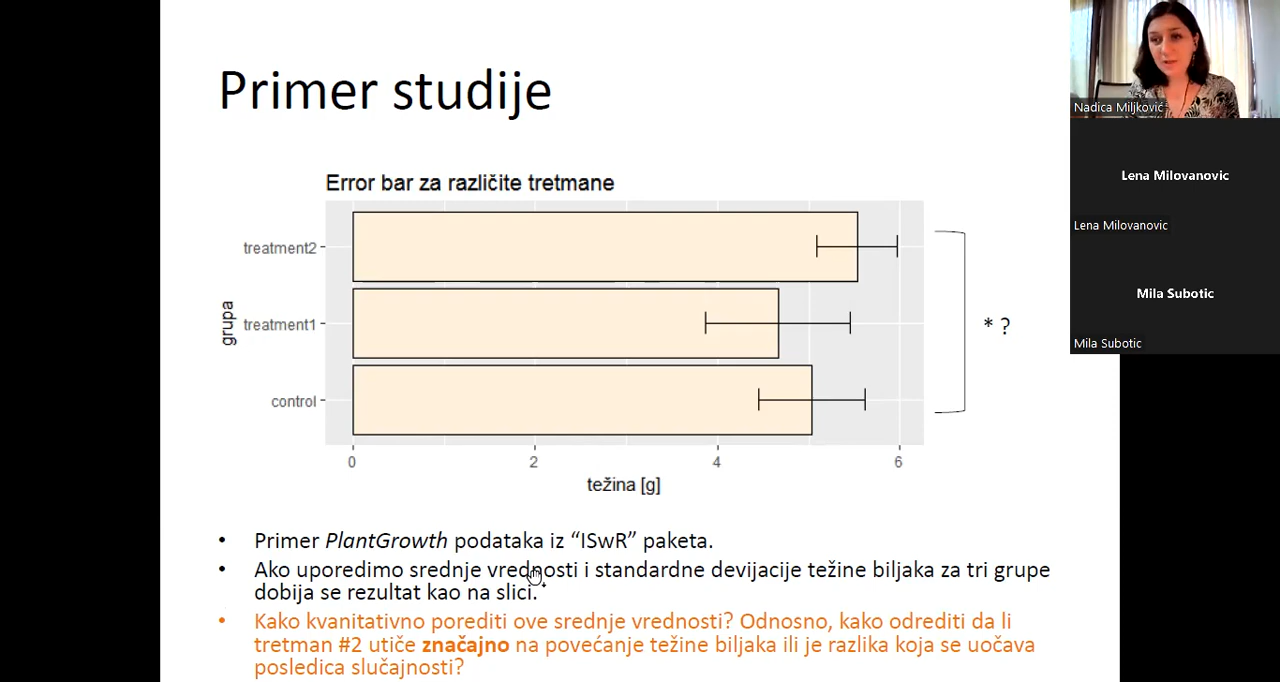 Primer studije
Error bar za različite tretmane
treatment2
treatment1
control
grupa
0 2 4 6
težina [g]
* ?
• Primer PlantGrowth podataka iz “ISwR” paketa.
• Ako uporedimo srednje vrednosti i standardne devijacije težine biljaka za tri grupe
dobija se rezultat kao na slici.
• Kako kvanitativno porediti ove srednje vrednosti? Odnosno, kako odrediti da li
tretman #2 utiče značajno na povećanje težine biljaka ili je razlika koja se uočava
posledica slučajnosti?
Nadica Miljković
Lena Milovanovic
Lena Milovanovic
Mila Subotic
Mila Subotic